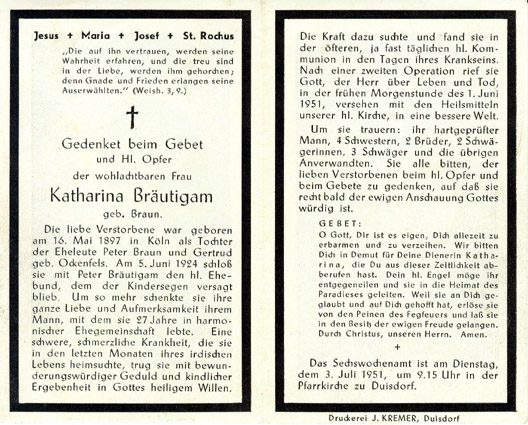 Jesus + Maria + Josef + St. Rochus
„Die auf ihn vertrauen, werden seine
Wahrheit erfahren, und die treu sind
in der Liebe, werden ihm gehorchen;
denn Gnade und Frieden erlangen seine
Auserwählten.“ (Weish. 3, 9.)
Gedenket beim Gebet
und Hl. Opfer
der wohlachtbaren Frau
Katharina Bräutigam
geb. Braun.
Die liebe Verstorbene war geboren
am 16. Mai 1897 in Köln als Tochter
der Eheleute Peter Braun und Gertrud
geb. Ockenfels. Am 5. Juni 1924 schloß
sie mit Peter Bräutigam den hl. Ehe-
bund, dem der Kindersegen versagt
blieb. Um so mehr schenkte sie ihre
ganze Liebe und Aufmerksamkeit ihrem
Mann, mit dem sie 27 Jahre in harmo-
nischer Ehegemeinschaft lebte. Eine
schwere, schmerzliche Krankheit, die sie
in den letzten Monaten ihres irdischen
Lebens heimsuchte, trug sie mit bewun-
derungswürdiger Geduld und kindlicher
Ergebenheit in Gottes heiligem Willen.
Die Kraft dazu suchte und fand sie in
der öfteren, ja fast täglichen hl. Kom-
munion in den Tagen ihres Krankseins.
Nach einer zweiten Operation rief sie
Gott, der Herr über Leben und Tod,
in der frühen Morgenstunde des 1. Juni
1951, versehen mit den Heilsmitteln
unserer hl. Kirche, in eine bessere Welt.
Um sie trauern: ihr hartgeprüfter
Mann, 4 Schwestern, 2 Brüder, 2 Schwä-
gerinnen, 3 Schwäger und die übrigen
Anverwandten. Sie alle bitten, der
lieben Verstorbenen beim hl. Opfer und
beim Gebete zu gedenken, auf daß sie
recht bald der ewigen Anschauung Gottes
würdig ist.
GEBET:
O Gott, Dir ist es eigen, Dich allezeit zu
erbarmen und zu verzeihen. Wir bitten
Dich in Demut für Deine Dienerin Katha-
rina, die Du aus dieser Zeitlichkeit ab-
berufen hast. Dein hl. Engel möge ihr
entgegeneilen und sie in die Heimat des
Paradieses geleiten. Weil sie an Dich ge-
glaubt und auf Dich gehofft hat, erlöse sie
von den Peinen des Fegfeuers und laß sie
in den Besitz der ewigen Freude gelangen.
Durch Christus, unseren Herrn. Amen.
+
Das Sechswochenamt ist am Dienstag,
dem 3. Juli 1951, um 9.15 Uhr in der
Pfarrkirche zu Duisdorf.
Druckerei J. KREMER, Duisdorf